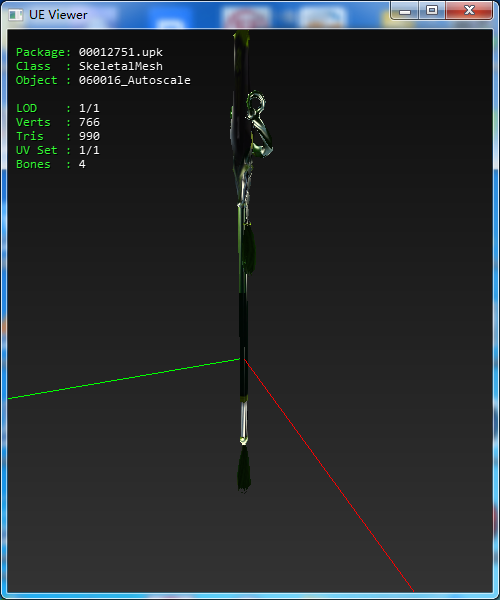 UE Viewer
Package: 00012751.upk
Class : SkeletalMesh
Object : 060016_Autoscale
LOD : 1/1
Verts : 766
Tris : 990
UV Set : 1/1
Bones : 4